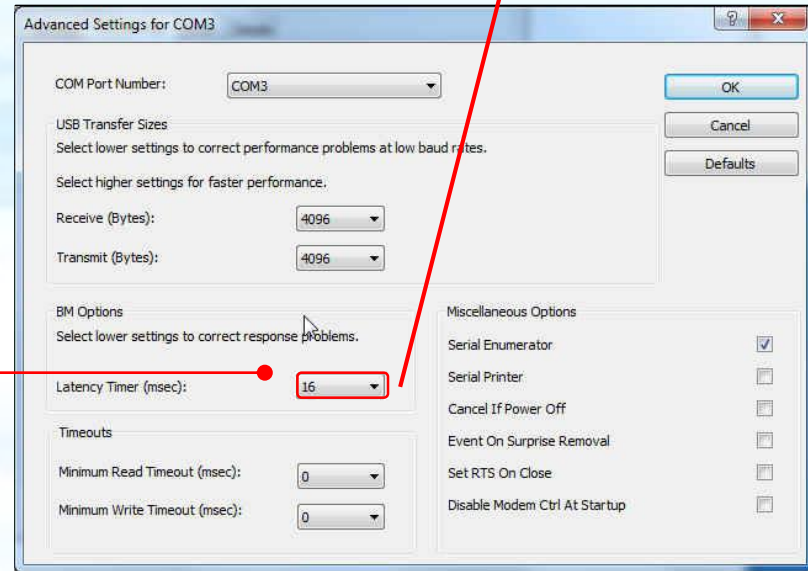 Advanced Settings for COM3
COM Port Number: COM3
OK
USB Transfer Sizes
Cancel
Select lower settings to correct performance problems at low baud rates.
Defaults
Select higher settings for faster performance.
Receive (Bytes): 4096
Transmit (Bytes): 4096
BM Options
Select lower settings to correct response problems.
Latency Timer (msec): 16
Timeouts
Minimum Read Timeout (msec): 0
Minimum Write Timeout (msec): 0
Miscellaneous Options
Serial Enumerator
Serial Printer
Cancel If Power Off
Event On Surprise Removal
Set RTS On Close
Disable Modem Ctrl At Startup